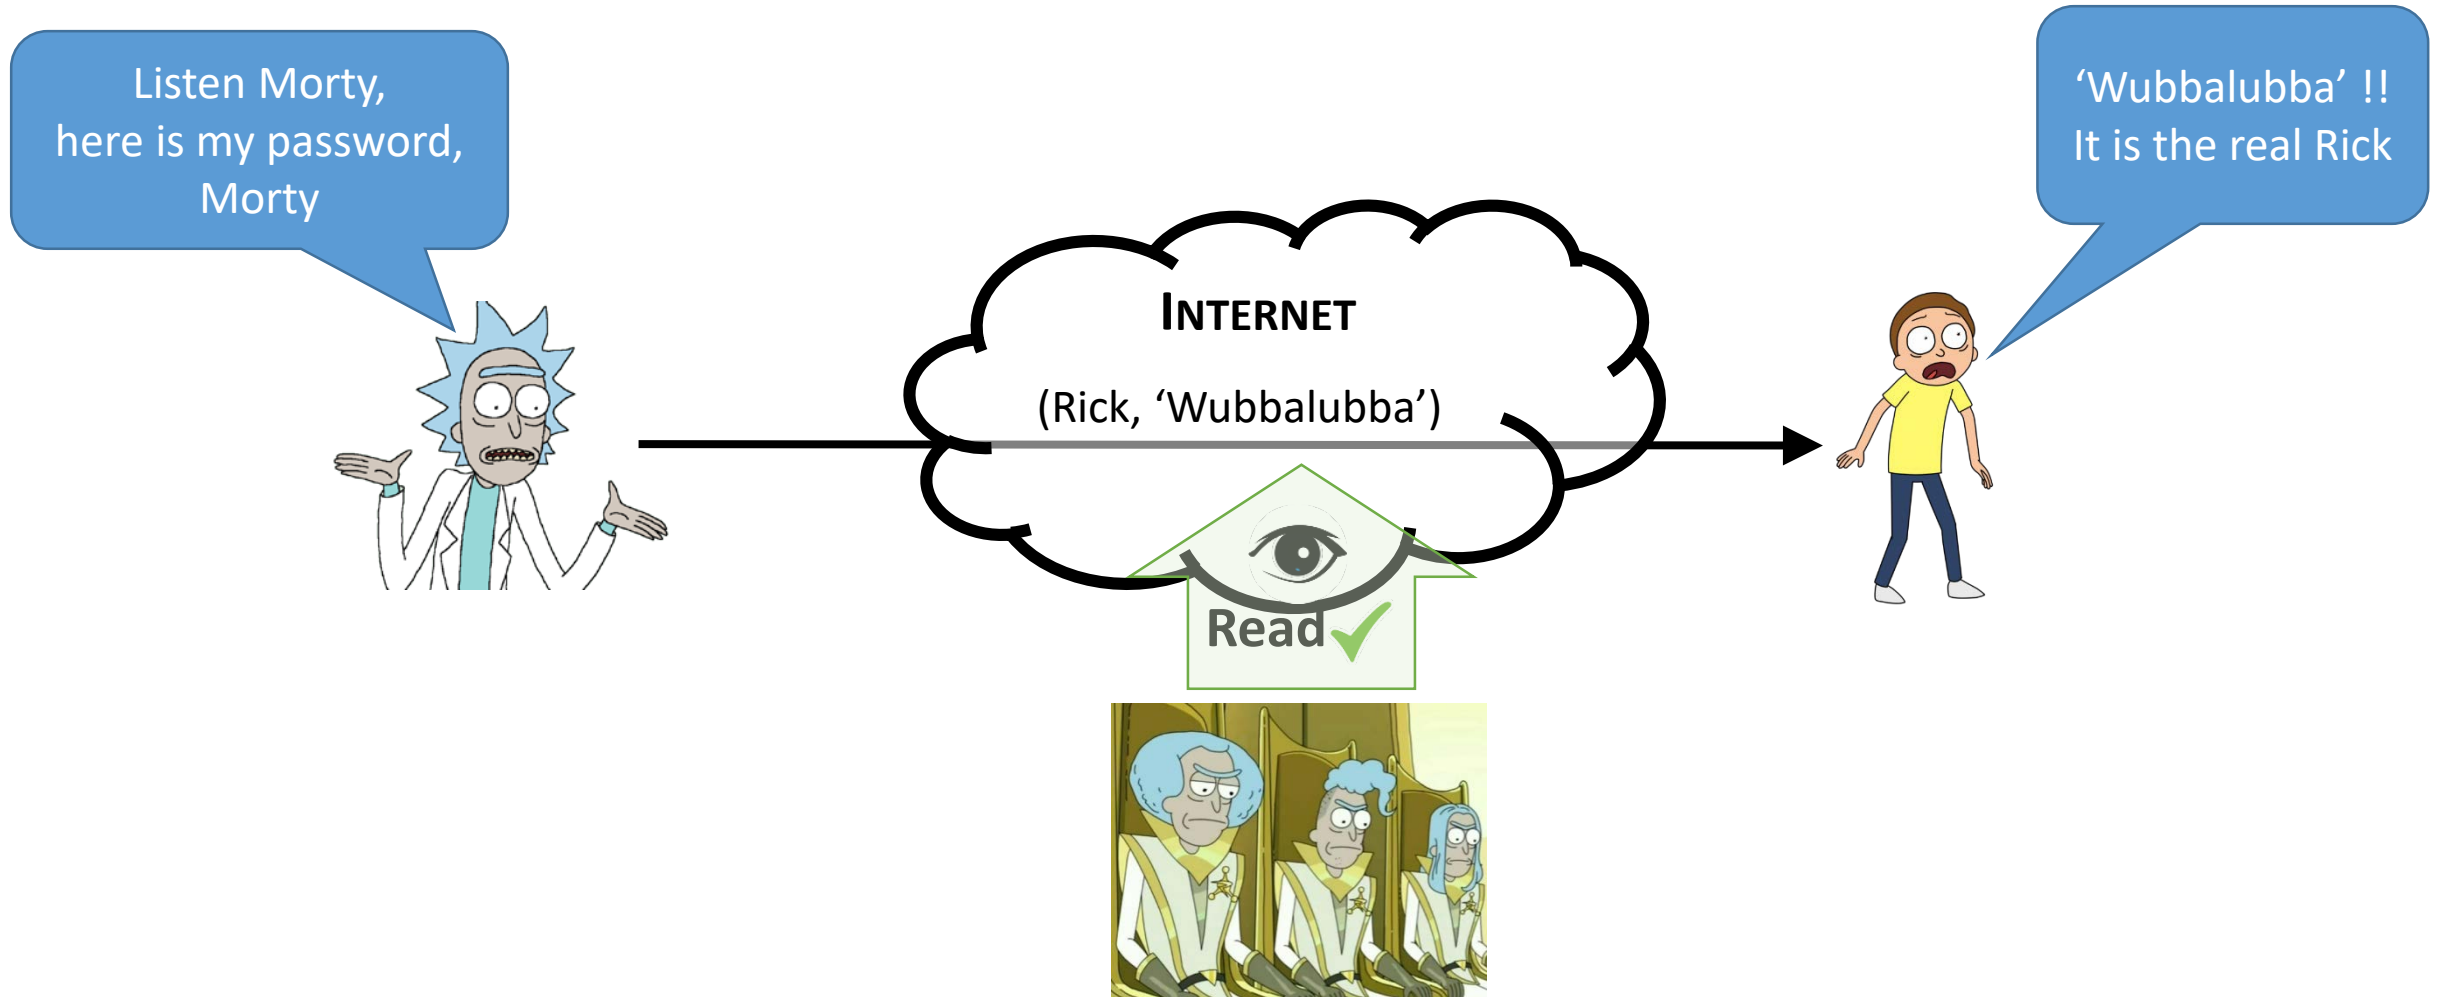 Listen Morty,
here is my password,
Morty
‘Wubbalubba’ !!
It is the real Rick
INTERNET
(Rick, ‘Wubbalubba’)
Read